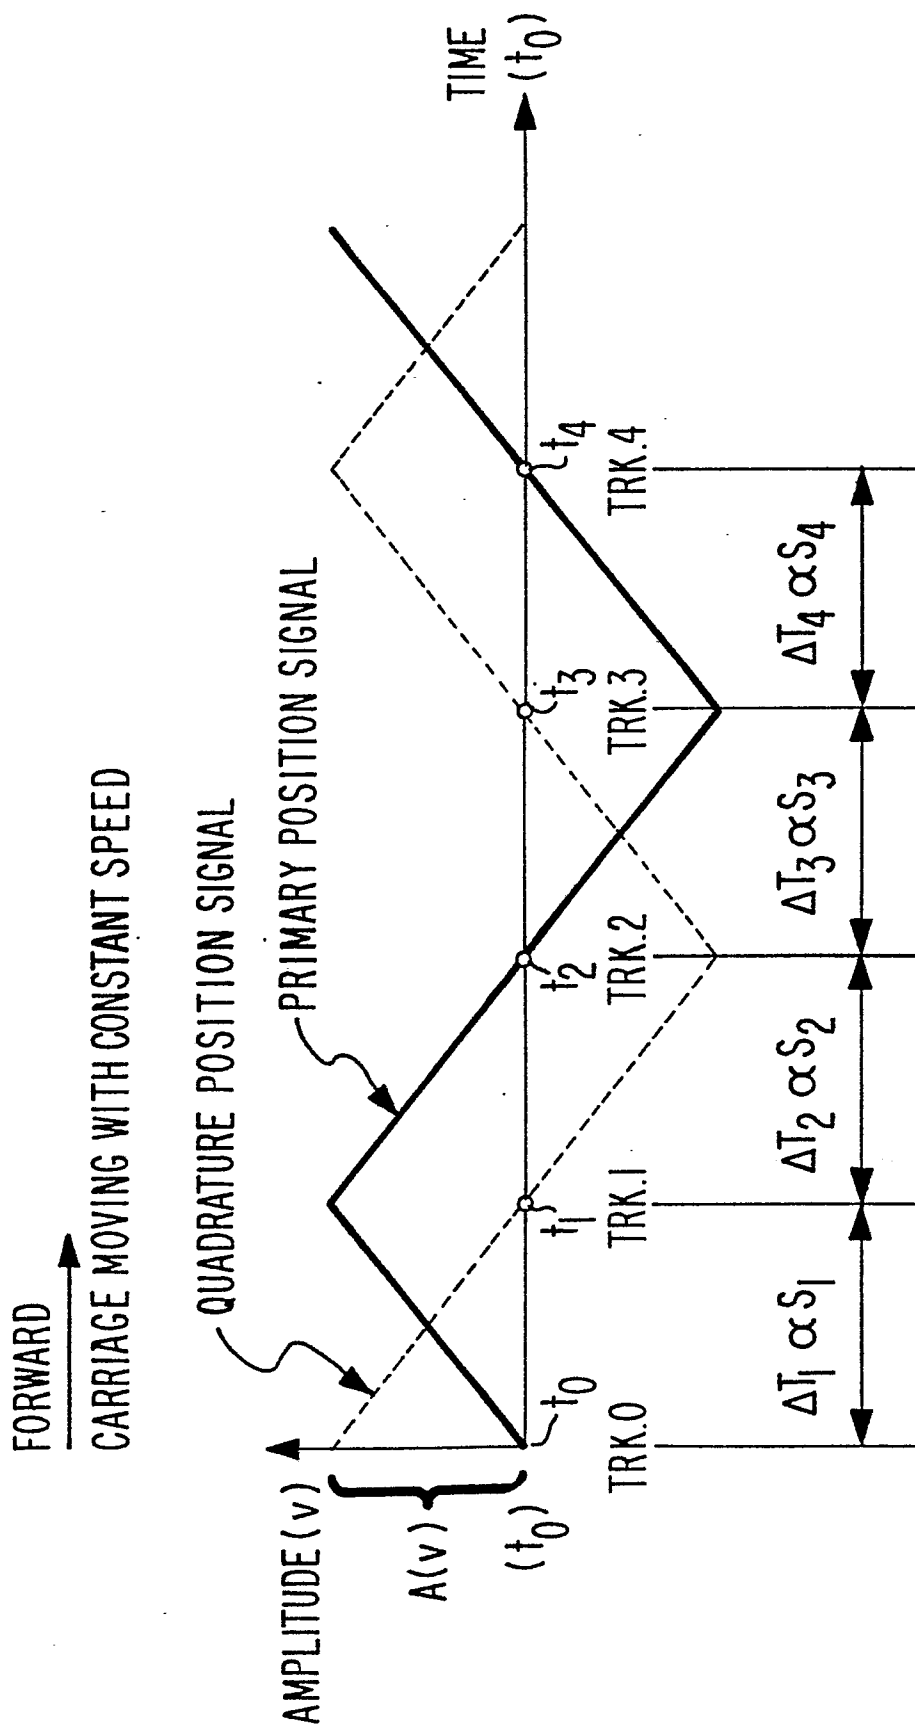 FORWARD
CARRIAGE MOVING WITH CONSTANT SPEED
QUADRATURE POSITION SIGNAL
PRIMARY POSITION SIGNAL
AMPLITUDE (v)
A(v)
(t0)
TIME
(t0)
t0
t1
t2
t3
t4
TRK.0
TRK.1
TRK.2
TRK.3
TRK.4
ΔT1 ∝S1
ΔT2 ∝S2
ΔT3 ∝S3
ΔT4 ∝S4